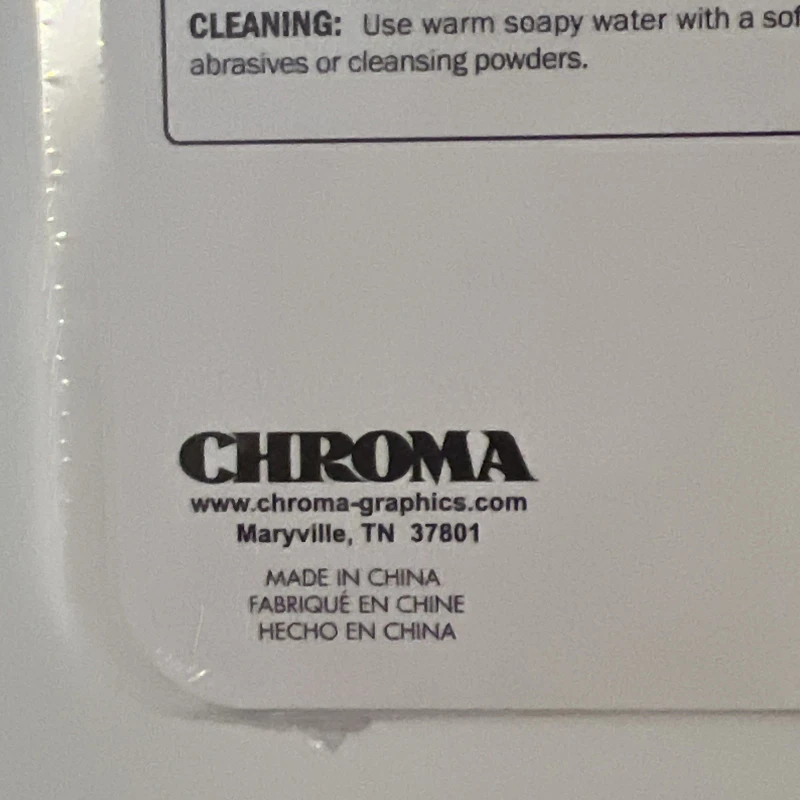 CLEANING: Use warm soapy water with a
abrasives or cleansing powders.
CHROMA
www.chroma-graphics.com
Maryville, TN 37801
MADE IN CHINA
FABRIQUÉ EN CHINE
HECHO EN CHINA